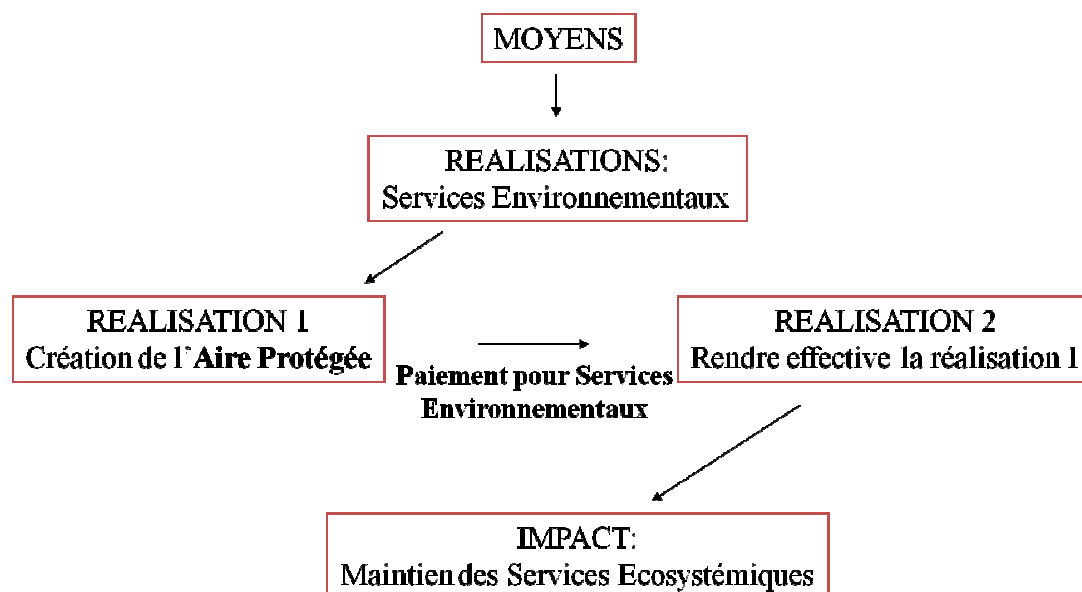 MOYENS
REALISATIONS:
Services Environnementaux
REALISATION 1
Création de l'Aire Protégée
Paiement pour Services
Environnementaux
REALISATION 2
Rendre effective la réalisation 1
IMPACT:
Maintien des Services Ecosystémiques